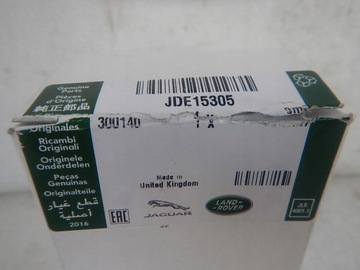 Genuine
Parts
Pièces
d'Origine
純正部品
Originales
Ricambi
Originali
Originele
Onderdelen
Peças
Genuínas
Originalteile
قطع غيار
أصلية
2016
JDE15305
300140
1 X
Made in
United Kingdom
EAC
JAGUAR
LAND-
ROVER
JLR